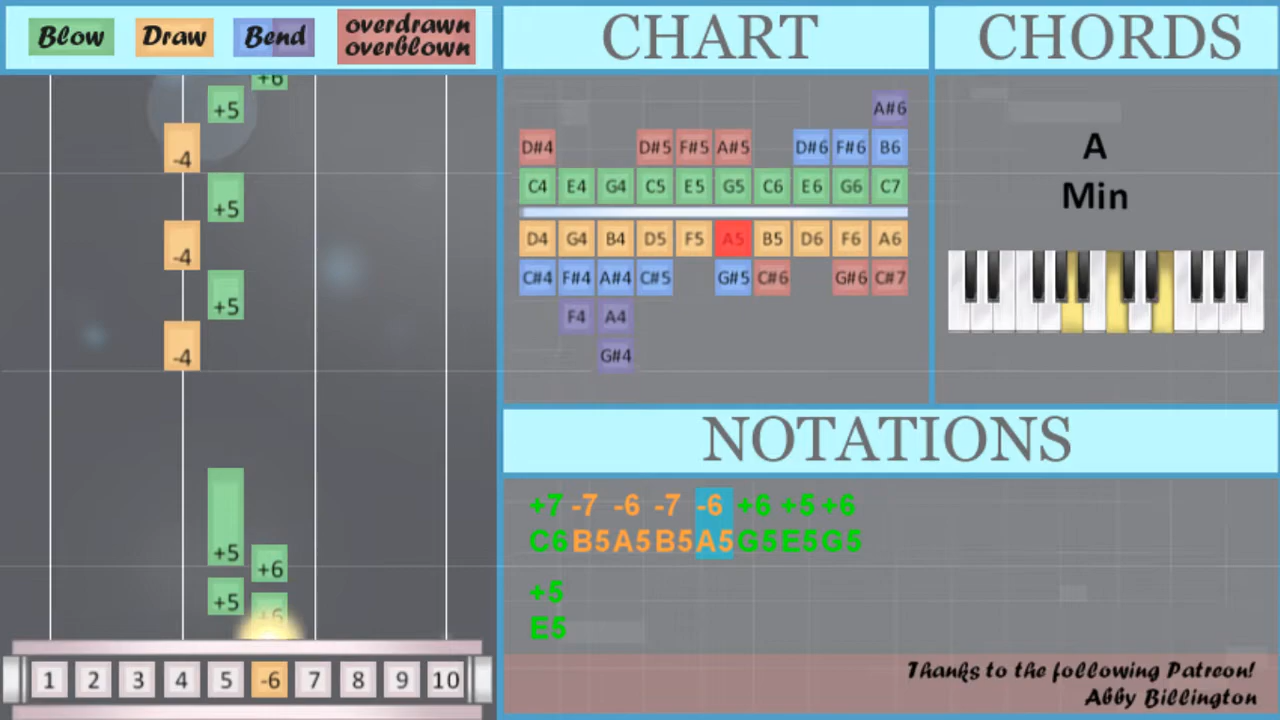 Blow Draw Bend overdrawn
overblown
CHART
CHORDS
+6
+5
-4
+5
-4
+5
-4
+5
+6
+5
+6
1 2 3 4 5 -6 7 8 9 10
A#6
D#4 D#5 F#5 A#5 D#6 F#6 B6
C4 E4 G4 C5 E5 G5 C6 E6 G6 C7
D4 G4 B4 D5 F5 A5 B5 D6 F6 A6
C#4 F#4 A#4 C#5 G#5 C#6 G#6 C#7
F4 A4
G#4
A
Min
NOTATIONS
+7 -7 -6 -7 -6 +6 +5 +6
C6 B5 A5 B5 A5 G5 E5 G5
+5
E5
Thanks to the following Patreon!
Abby Billington